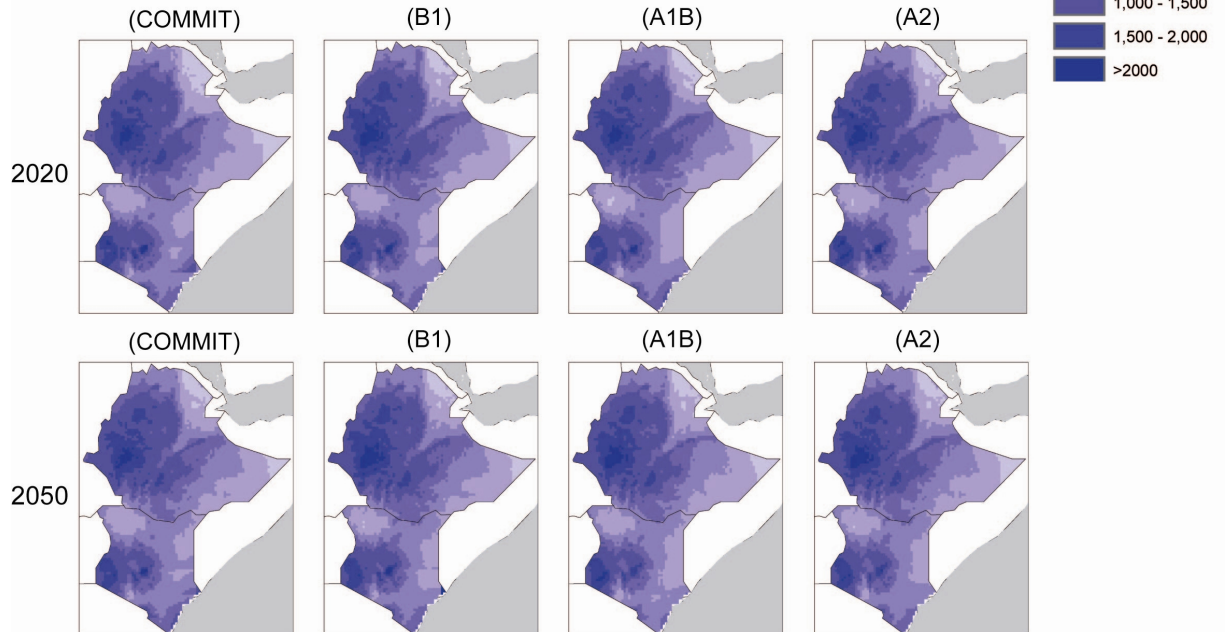 (COMMIT) (B1) (A1B) (A2)
1,000 - 1,500
1,500 - 2,000
>2000
2020
(COMMIT) (B1) (A1B) (A2)
2050